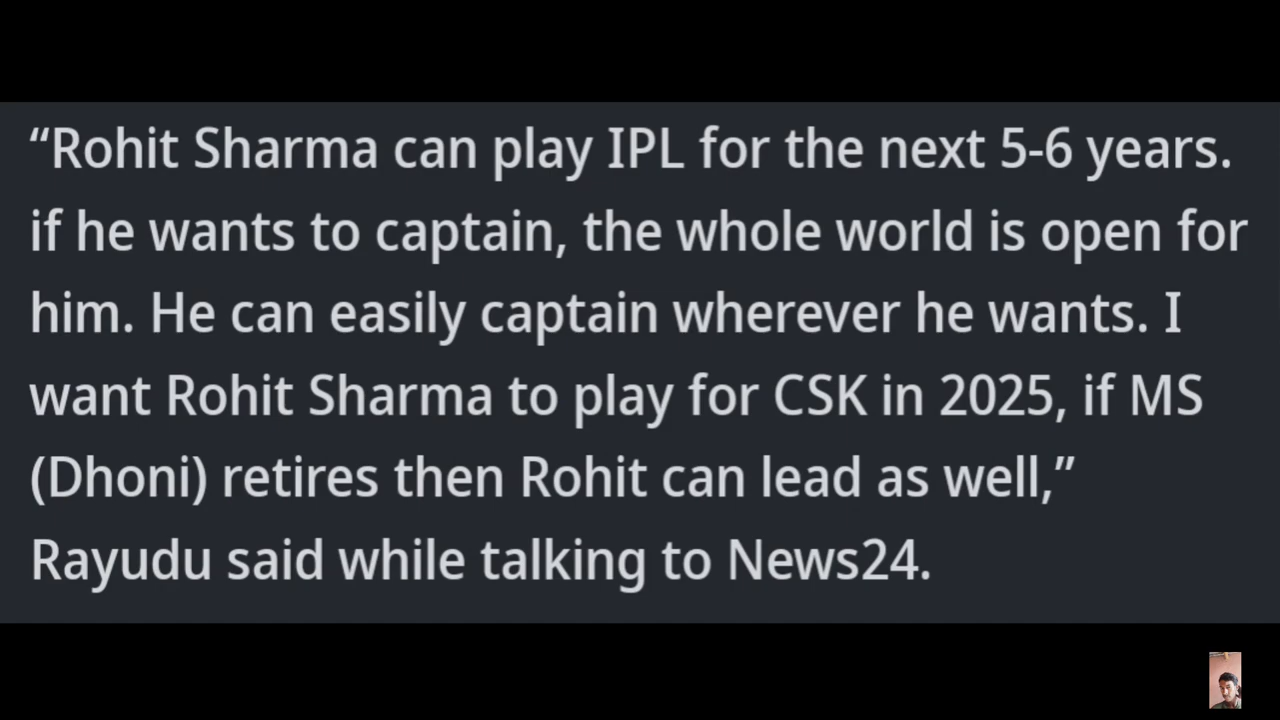 “Rohit Sharma can play IPL for the next 5-6 years.
if he wants to captain, the whole world is open for
him. He can easily captain wherever he wants. I
want Rohit Sharma to play for CSK in 2025, if MS
(Dhoni) retires then Rohit can lead as well,”
Rayudu said while talking to News24.